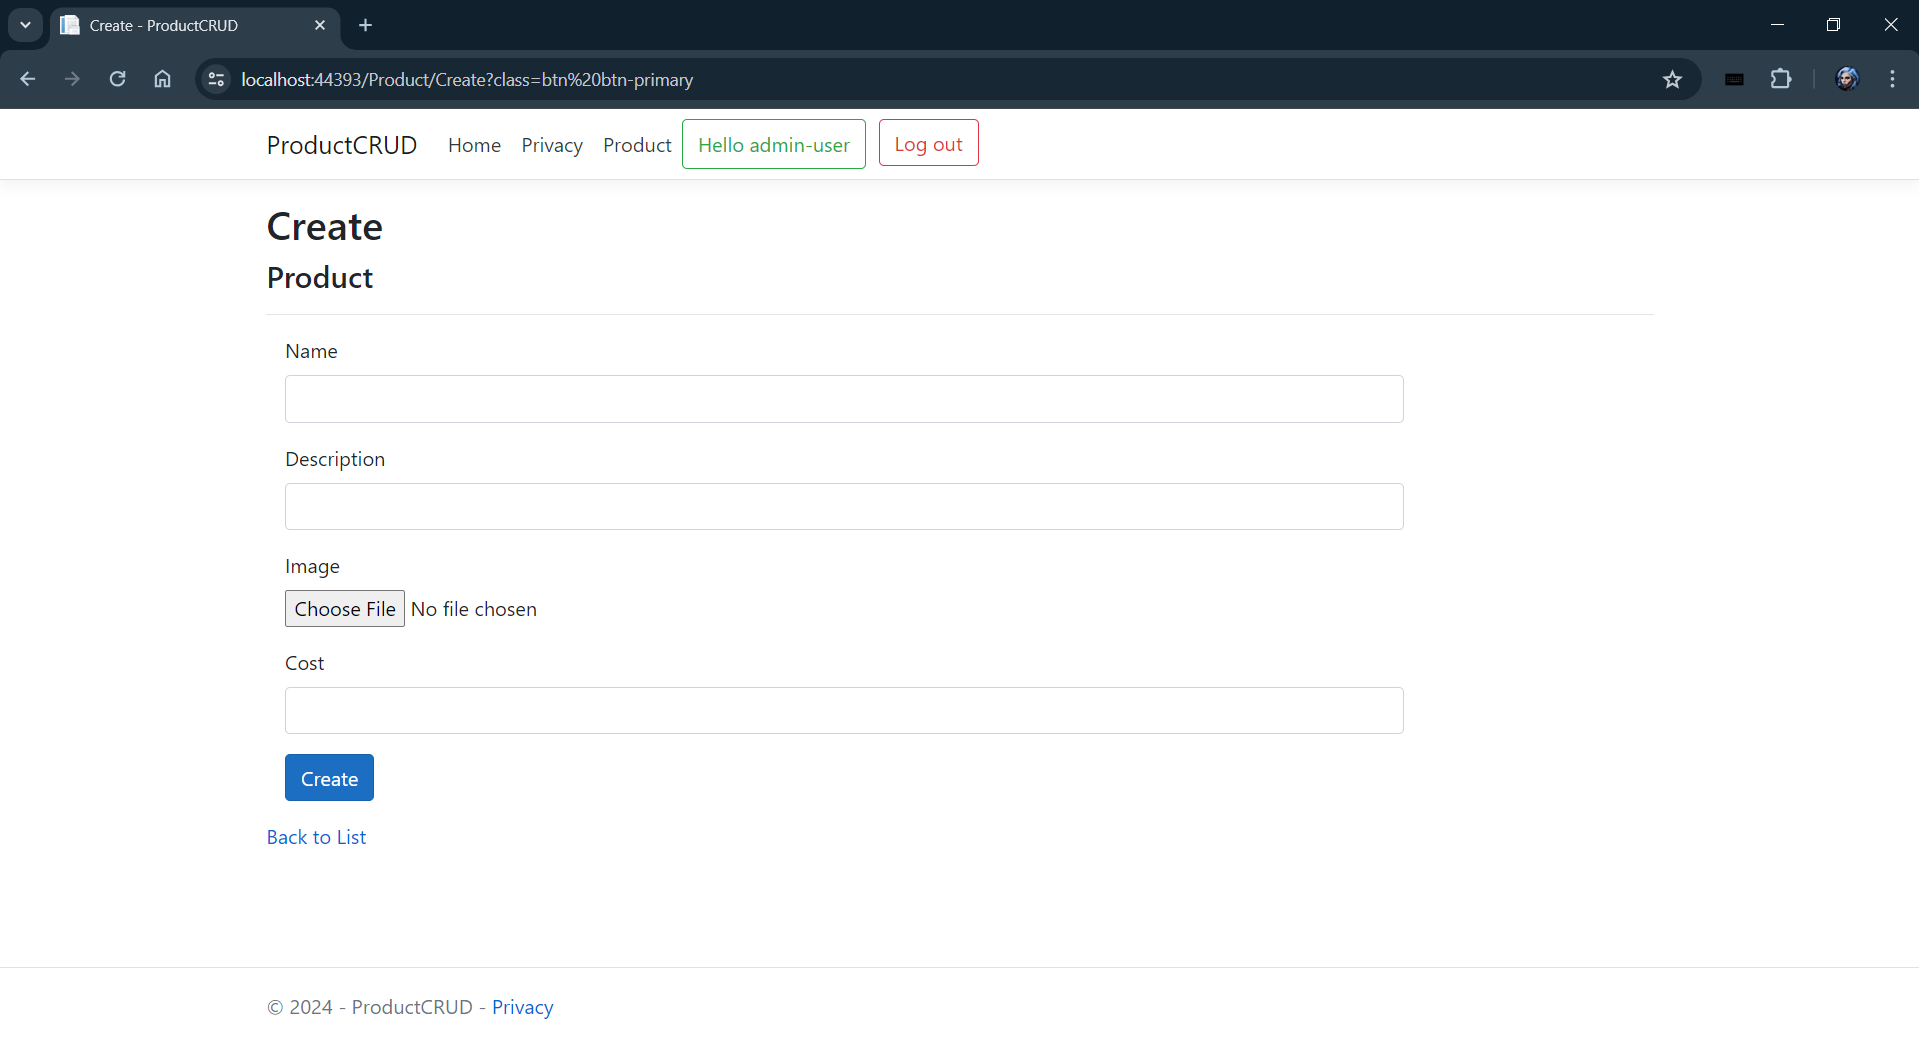 Create - ProductCRUD
localhost:44393/Product/Create?class=btn%20btn-primary
ProductCRUD Home Privacy Product Hello admin-user Log out
Create
Product
Name
Description
Image
Choose File No file chosen
Cost
Create
Back to List
© 2024 - ProductCRUD - Privacy